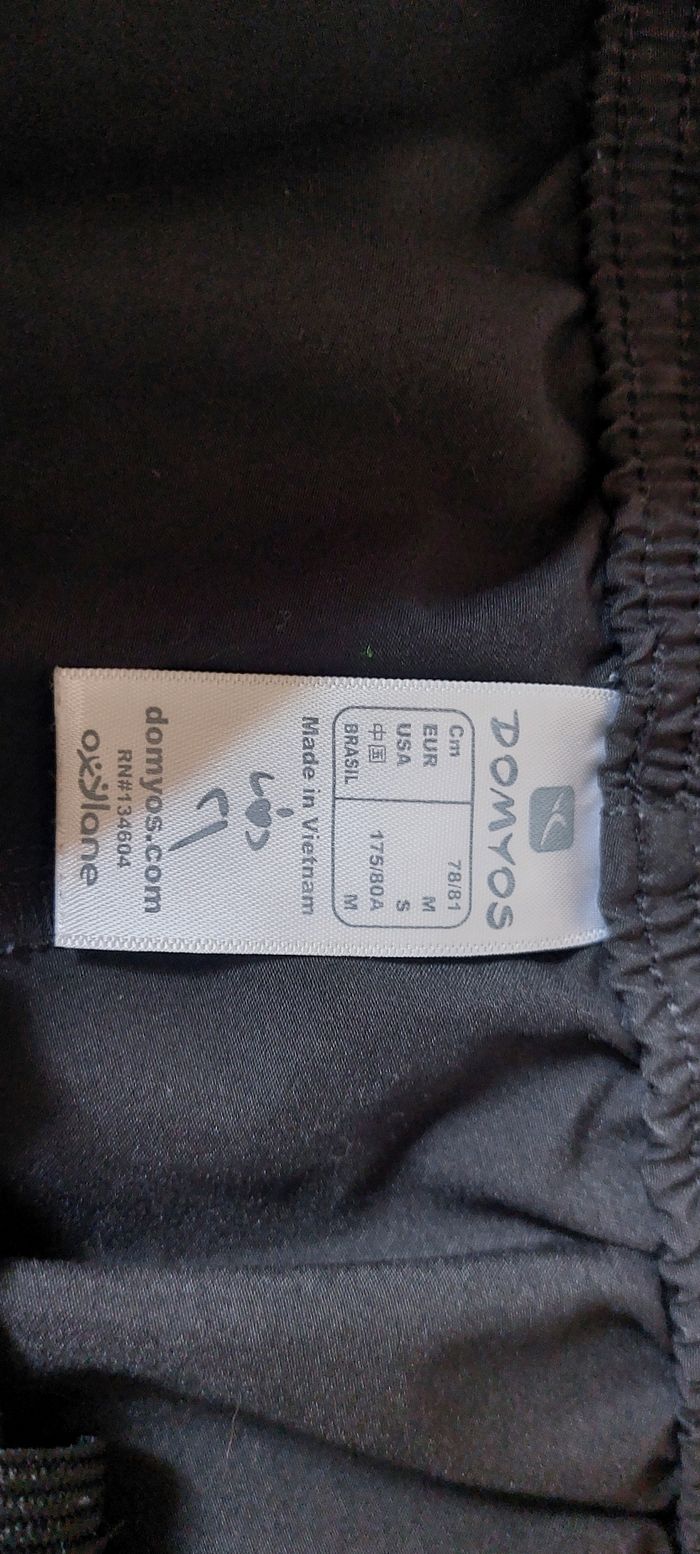 DOMYOS
Cm 78/81
EUR M
USA S
中国 175/80A
BRASIL M
Made in Vietnam
domyos.com
RN#134604
oxylane